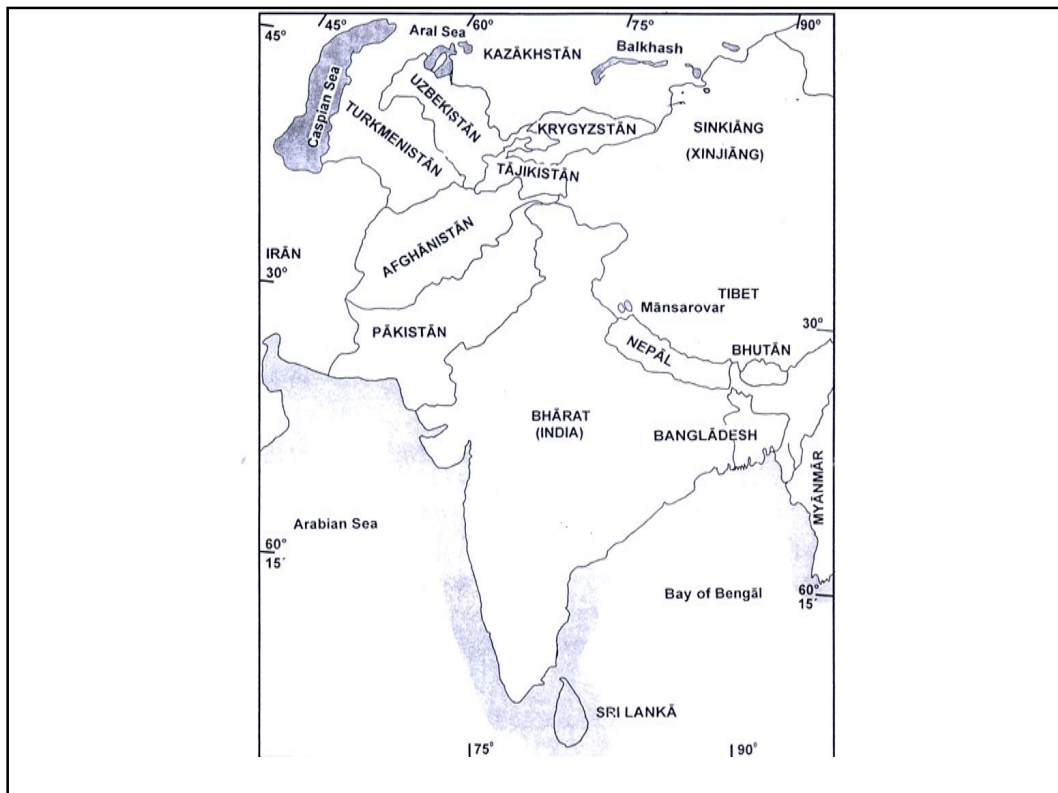 45°
45°
60°
75°
90°
45°
Aral Sea
KAZĀKHSTĀN
Balkhash
Caspian Sea
UZBEKISTĀN
TURKMENISTĀN
KRYGYZSTĀN
SINKIĀNG
(XINJIĀNG)
TĀJIKISTĀN
AFGHĀNISTĀN
IRĀN
30°
TIBET
Mānsarovar
30°
PĀKISTĀN
NEPĀL
BHUTĀN
BHĀRAT
(INDIA)
BANGLĀDESH
MYĀNMĀR
Arabian Sea
60°
15'
Bay of Bengāl
60°
15'
SRI LANKĀ
75°
90°